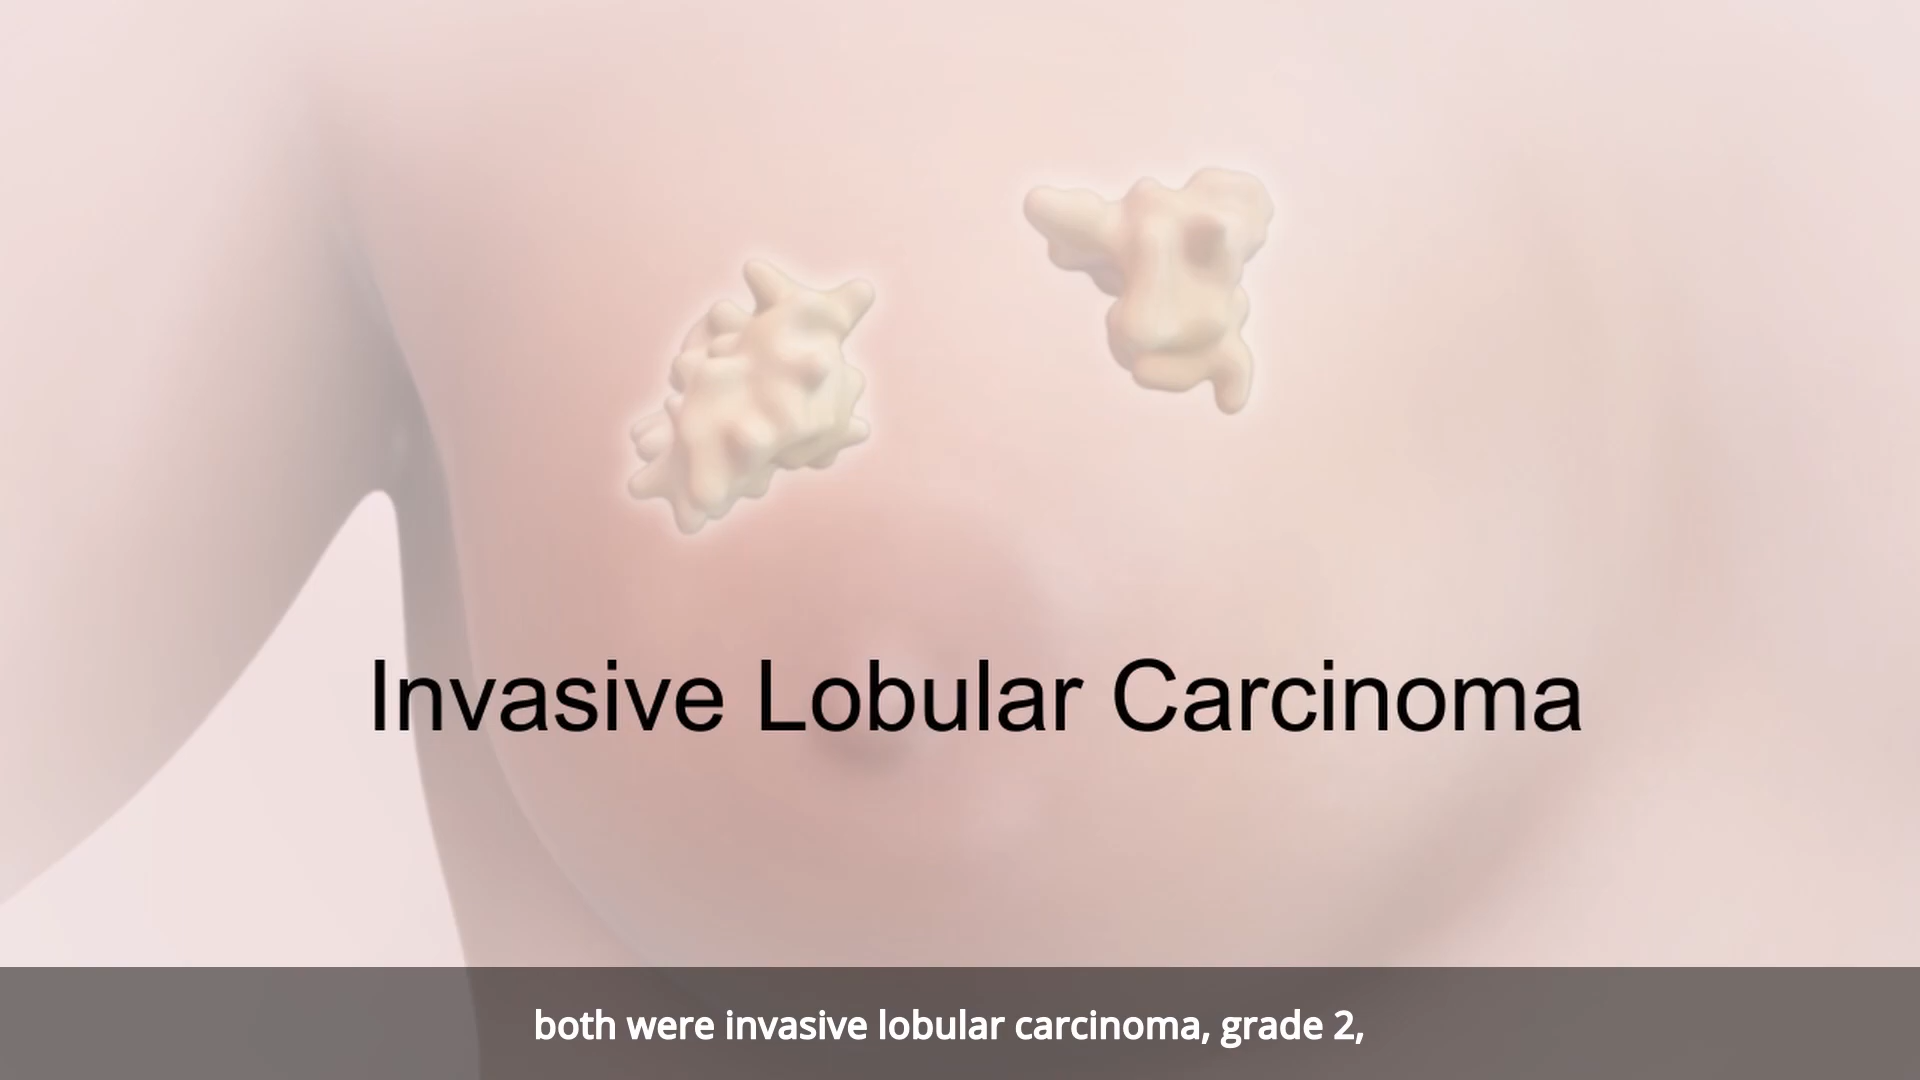 Invasive Lobular Carcinoma
both were invasive lobular carcinoma, grade 2,